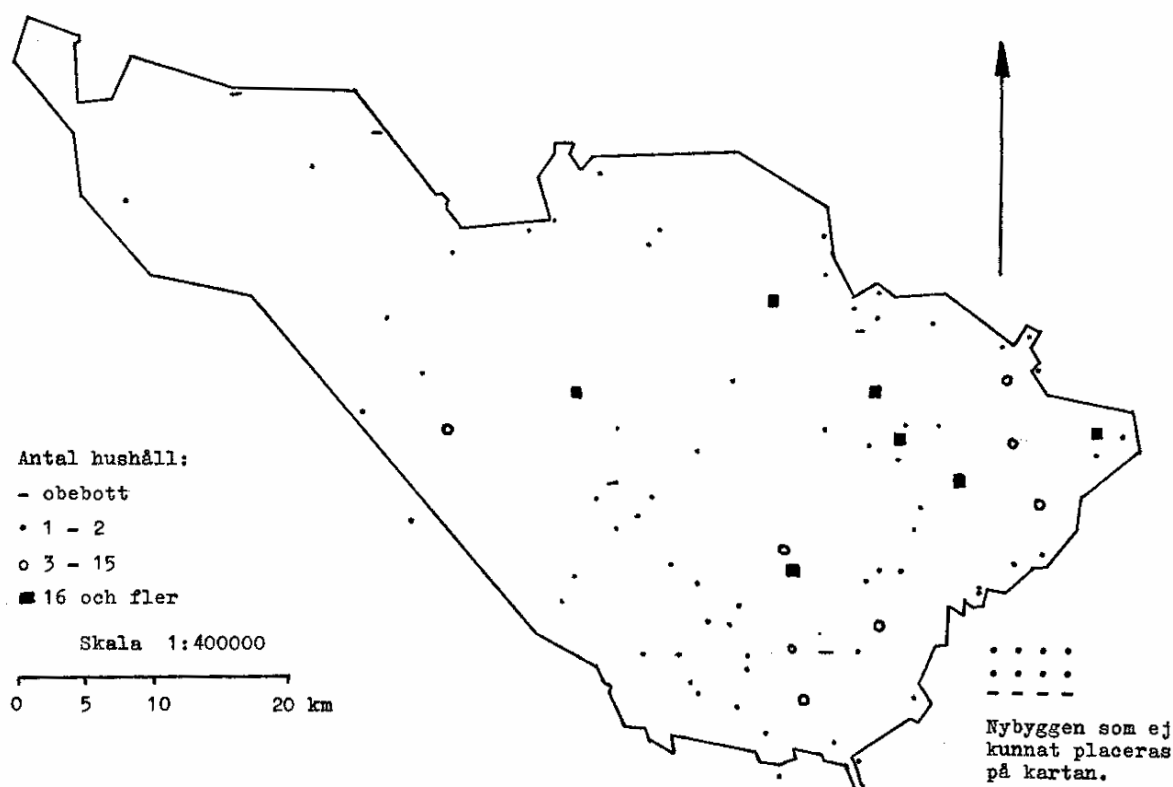 Antal hushåll:
- obebott
• 1 - 2
o 3 - 15
■ 16 och fler
Skala 1:400000
0 5 10 20 km
Nybyggen som ej
kunnat placeras
på kartan.